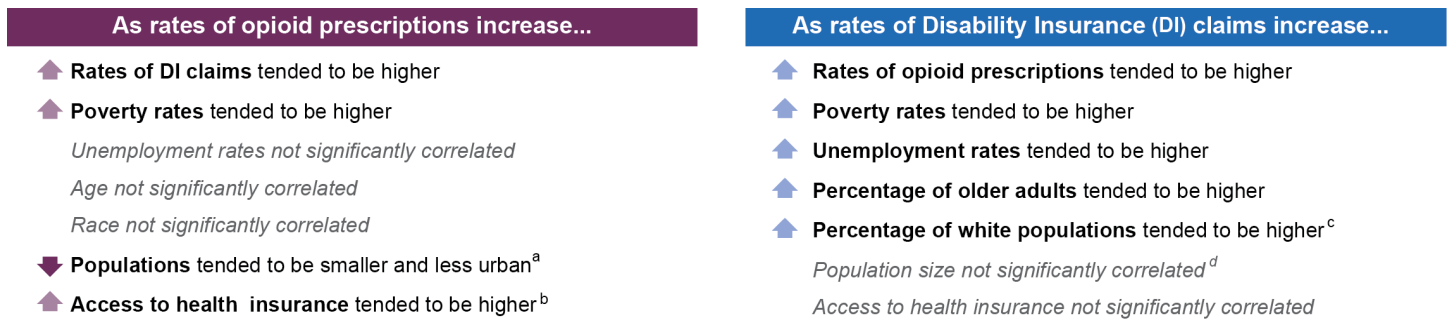 As rates of opioid prescriptions increase...
Rates of DI claims tended to be higher
Poverty rates tended to be higher
Unemployment rates not significantly correlated
Age not significantly correlated
Race not significantly correlated
Populations tended to be smaller and less urban a
Access to health insurance tended to be higher b
As rates of Disability Insurance (DI) claims increase...
Rates of opioid prescriptions tended to be higher
Poverty rates tended to be higher
Unemployment rates tended to be higher
Percentage of older adults tended to be higher
Percentage of white populations tended to be higher c
Population size not significantly correlated d
Access to health insurance not significantly correlated